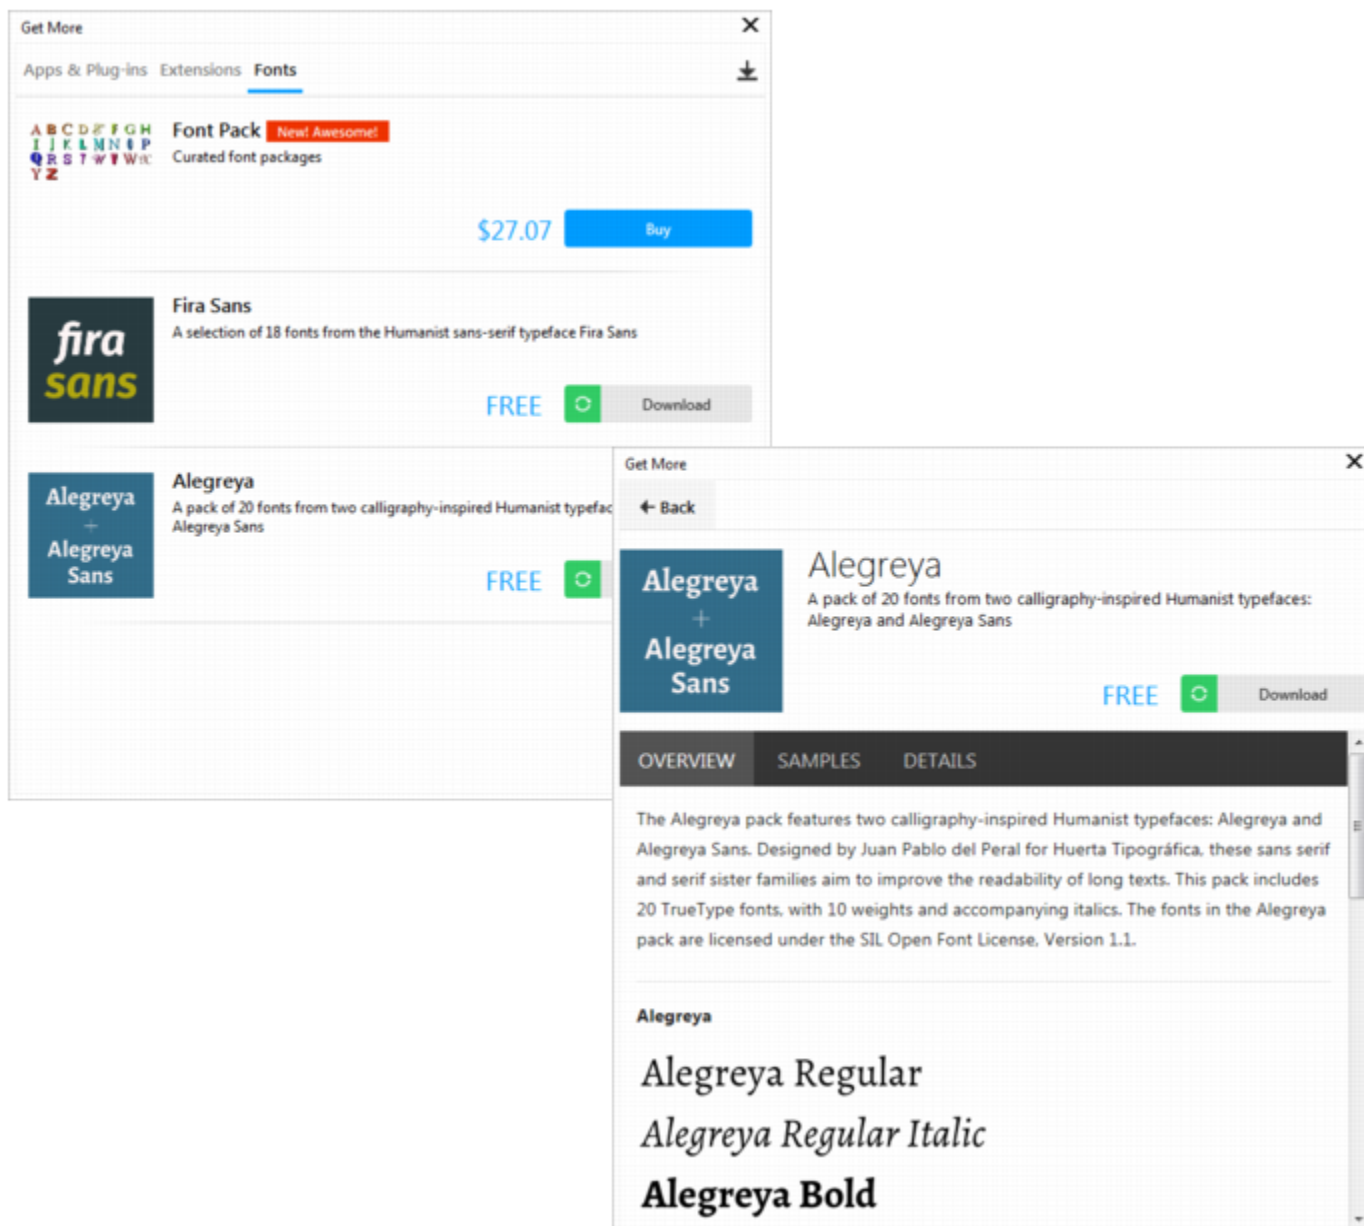 Get More
Apps & Plug-ins Extensions Fonts
A B C D E F G H
I J K L M N O P
Q R S T
Y Z
Font Pack New! Awesome!
Curated font packages
$27.07 Buy
fira
sans
Fira Sans
A selection of 18 fonts from the Humanist sans-serif typeface Fira Sans
FREE Download
Alegreya
+
Alegreya
Sans
Alegreya
A pack of 20 fonts from two calligraphy-inspired Humanist
Alegreya Sans
FREE
Get More
Back
Alegreya
+
Alegreya
Sans
Alegreya
A pack of 20 fonts from two calligraphy-inspired Humanist typefaces:
Alegreya and Alegreya Sans
FREE Download
OVERVIEW SAMPLES DETAILS
The Alegreya pack features two calligraphy-inspired Humanist typefaces: Alegreya and
Alegreya Sans. Designed by Juan Pablo del Peral for Huerta Tipográfica, these sans serif
and serif sister families aim to improve the readability of long texts. This pack includes
20 TrueType fonts, with 10 weights and accompanying italics. The fonts in the Alegreya
pack are licensed under the SIL Open Font License, Version 1.1.
Alegreya
Alegreya Regular
Alegreya Regular Italic
Alegreya Bold